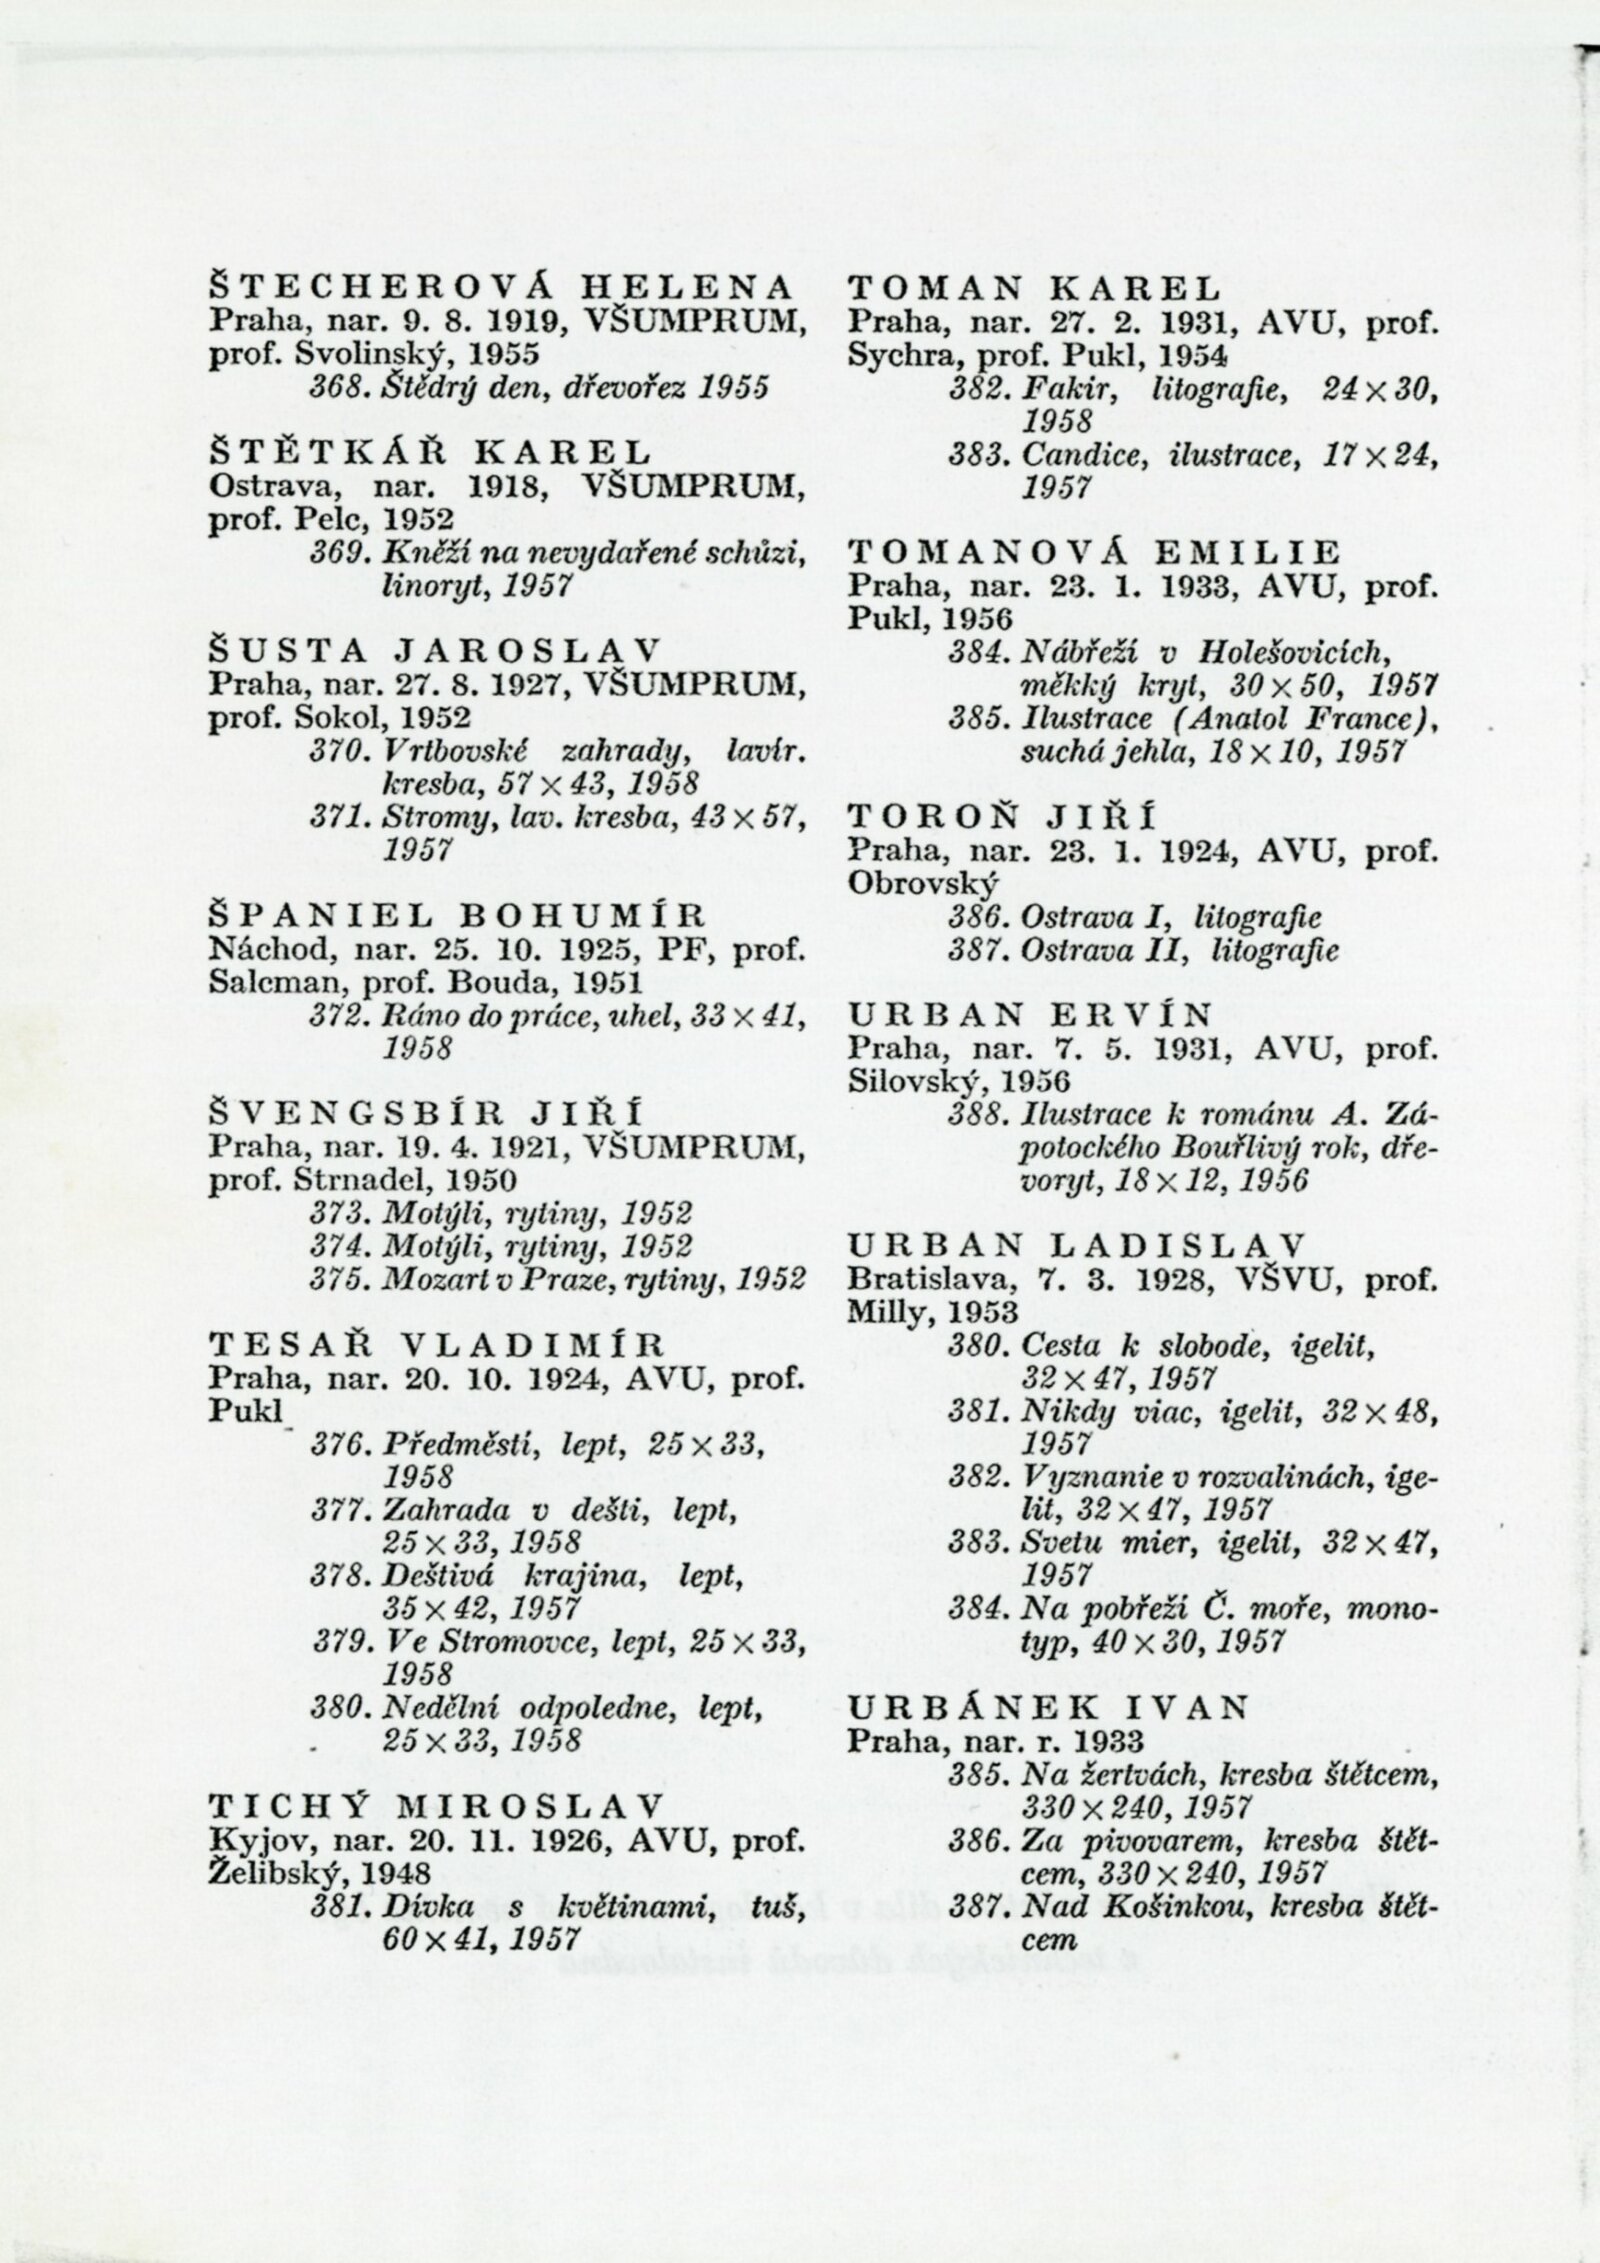 ŠTECHEROVÁ HELENA
Praha, nar. 9. 8. 1919, VŠUMPRUM,
prof. Svolinský, 1955
368. Štědrý den, dřevořez 1955
ŠTĚTKÁŘ KAREL
Ostrava, nar. 1918, VŠUMPRUM,
prof. Pelc, 1952
369. Kněží na nevydařené schůzi,
linoryt, 1957
ŠUSTA JAROSLAV
Praha, nar. 27. 8. 1927, VŠUMPRUM,
prof. Sokol, 1952
370. Vrtbovské zahrady, lavír.
kresba, 57×43, 1958
371. Stromy, lav. kresba, 43×57,
1957
ŠPANIEL BOHUMÍR
Náchod, nar. 25. 10. 1925, PF, prof.
Salcman, prof. Bouda, 1951
372. Ráno do práce, uhel, 33×41,
1958
ŠVENGSBÍR JIŘÍ
Praha, nar. 19. 4. 1921, VŠUMPRUM,
prof. Strnadel, 1950
373. Motýli, rytiny, 1952
374. Motýli, rytiny, 1952
375. Mozart v Praze, rytiny, 1952
TESAŘ VLADIMÍR
Praha, nar. 20. 10. 1924, AVU, prof.
Pukl
376. Předměstí, lept, 25×33,
1958
377. Zahrada v dešti, lept,
25×33, 1958
378. Deštivá krajina, lept,
35×42, 1957
379. Ve Stromovce, lept, 25×33,
1958
380. Nedělní odpoledne, lept,
25×33, 1958
TICHÝ MIROSLAV
Kyjov, nar. 20. 11. 1926, AVU, prof.
Želibský, 1948
381. Dívka s květinami, tuš,
60×41, 1957
TOMAN KAREL
Praha, nar. 27. 2. 1931, AVU, prof.
Sychra, prof. Pukl, 1954
382. Fakir, litografie, 24×30,
1958
383. Candice, ilustrace, 17×24,
1957
TOMANOVÁ EMILIE
Praha, nar. 23. 1. 1933, AVU, prof.
Pukl, 1956
384. Nábřeží v Holešovicích,
měkký kryt, 30×50, 1957
385. Ilustrace (Anatol France),
suchá jehla, 18×10, 1957
TOROŇ JIŘÍ
Praha, nar. 23. 1. 1924, AVU, prof.
Obrovský
386. Ostrava I, litografie
387. Ostrava II, litografie
URBAN ERVÍN
Praha, nar. 7. 5. 1931, AVU, prof.
Silovský, 1956
388. Ilustrace k románu A. Zá-
potockého Bouřlivý rok, dře-
voryt, 18×12, 1956
URBAN LADISLAV
Bratislava, 7. 3. 1928, VŠVU, prof.
Milly, 1953
380. Cesta k slobode, igelit,
32×47, 1957
381. Nikdy viac, igelit, 32×48,
1957
382. Vyznanie v rozvalinách, ige-
lit, 32×47, 1957
383. Svetu mier, igelit, 32×47,
1957
384. Na pobřeží Č. moře, mono-
typ, 40×30, 1957
URBÁNEK IVAN
Praha, nar. r. 1933
385. Na žertvách, kresba štětcem,
330×240, 1957
386. Za pivovarem, kresba štět-
cem, 330×240, 1957
387. Nad Košinkou, kresba štět-
cem